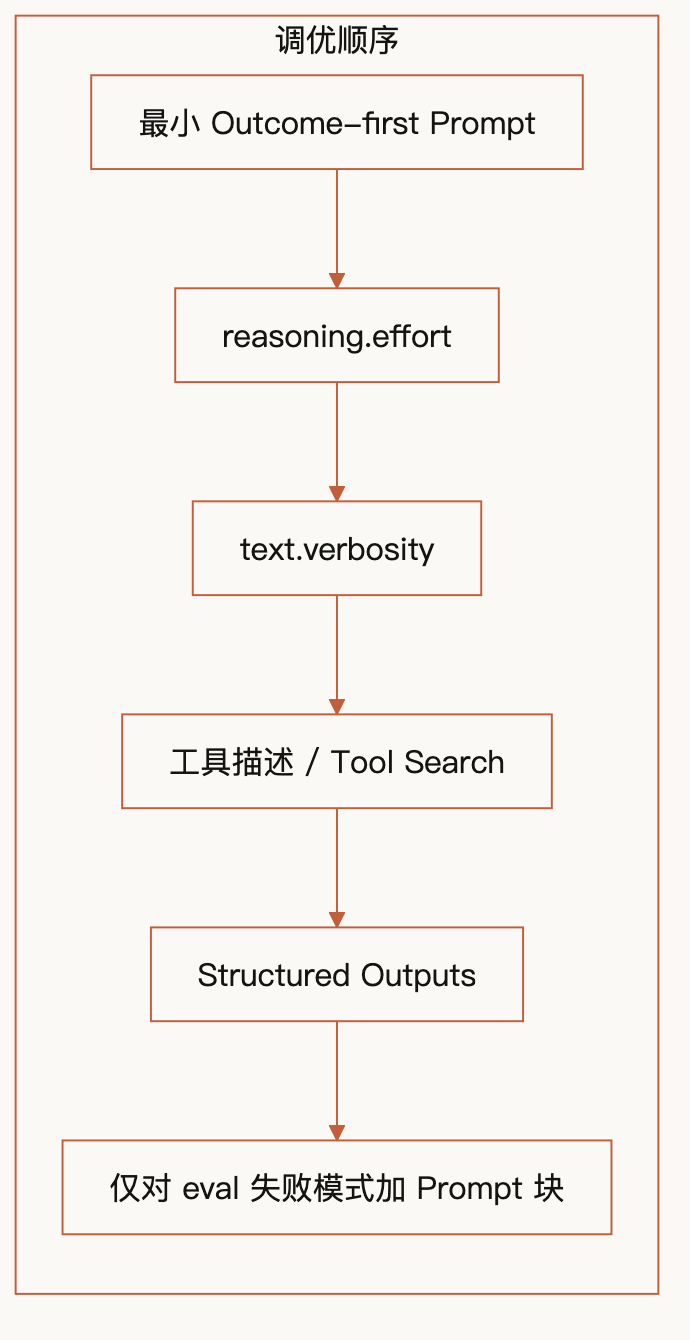 调优顺序
最小 Outcome–first Prompt
reasoning.effort
text.verbosity
工具描述 / Tool Search
Structured Outputs
仅对 eval 失败模式加 Prompt 块